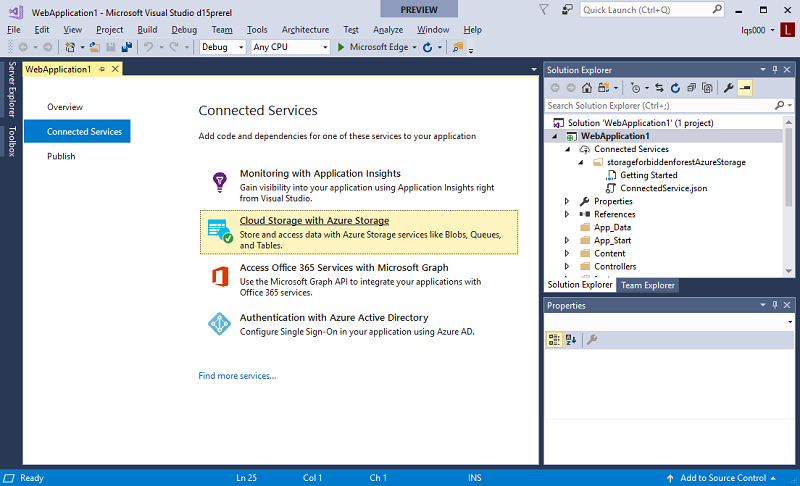 WebApplication1 - Microsoft Visual Studio d15prerel
PREVIEW
Quick Launch (Ctrl+Q)
File Edit View Project Build Debug Team Tools Architecture Test Analyze Window Help
lqs000
L
Debug Any CPU Microsoft Edge
Server Explorer
Toolbox
WebApplication1
Overview
Connected Services
Publish
Connected Services
Add code and dependencies for one of these services to your application
Monitoring with Application Insights
Gain visibility into your application using Application Insights right
from Visual Studio.
Cloud Storage with Azure Storage
Store and access data with Azure Storage services like Blobs, Queues,
and Tables.
Access Office 365 Services with Microsoft Graph
Use the Microsoft Graph API to integrate your applications with
Office 365 services.
Authentication with Azure Active Directory
Configure Single Sign-On in your application using Azure AD.
Find more services...
Solution Explorer
Search Solution Explorer (Ctrl+;)
Solution 'WebApplication1' (1 project)
WebApplication1
Connected Services
storageforbiddenforestAzureStorage
Getting Started
ConnectedService.json
Properties
References
App_Data
App_Start
Content
Controllers
Solution Explorer Team Explorer
Properties
Ready Ln 25 Col 1 Ch 1 INS Add to Source Control